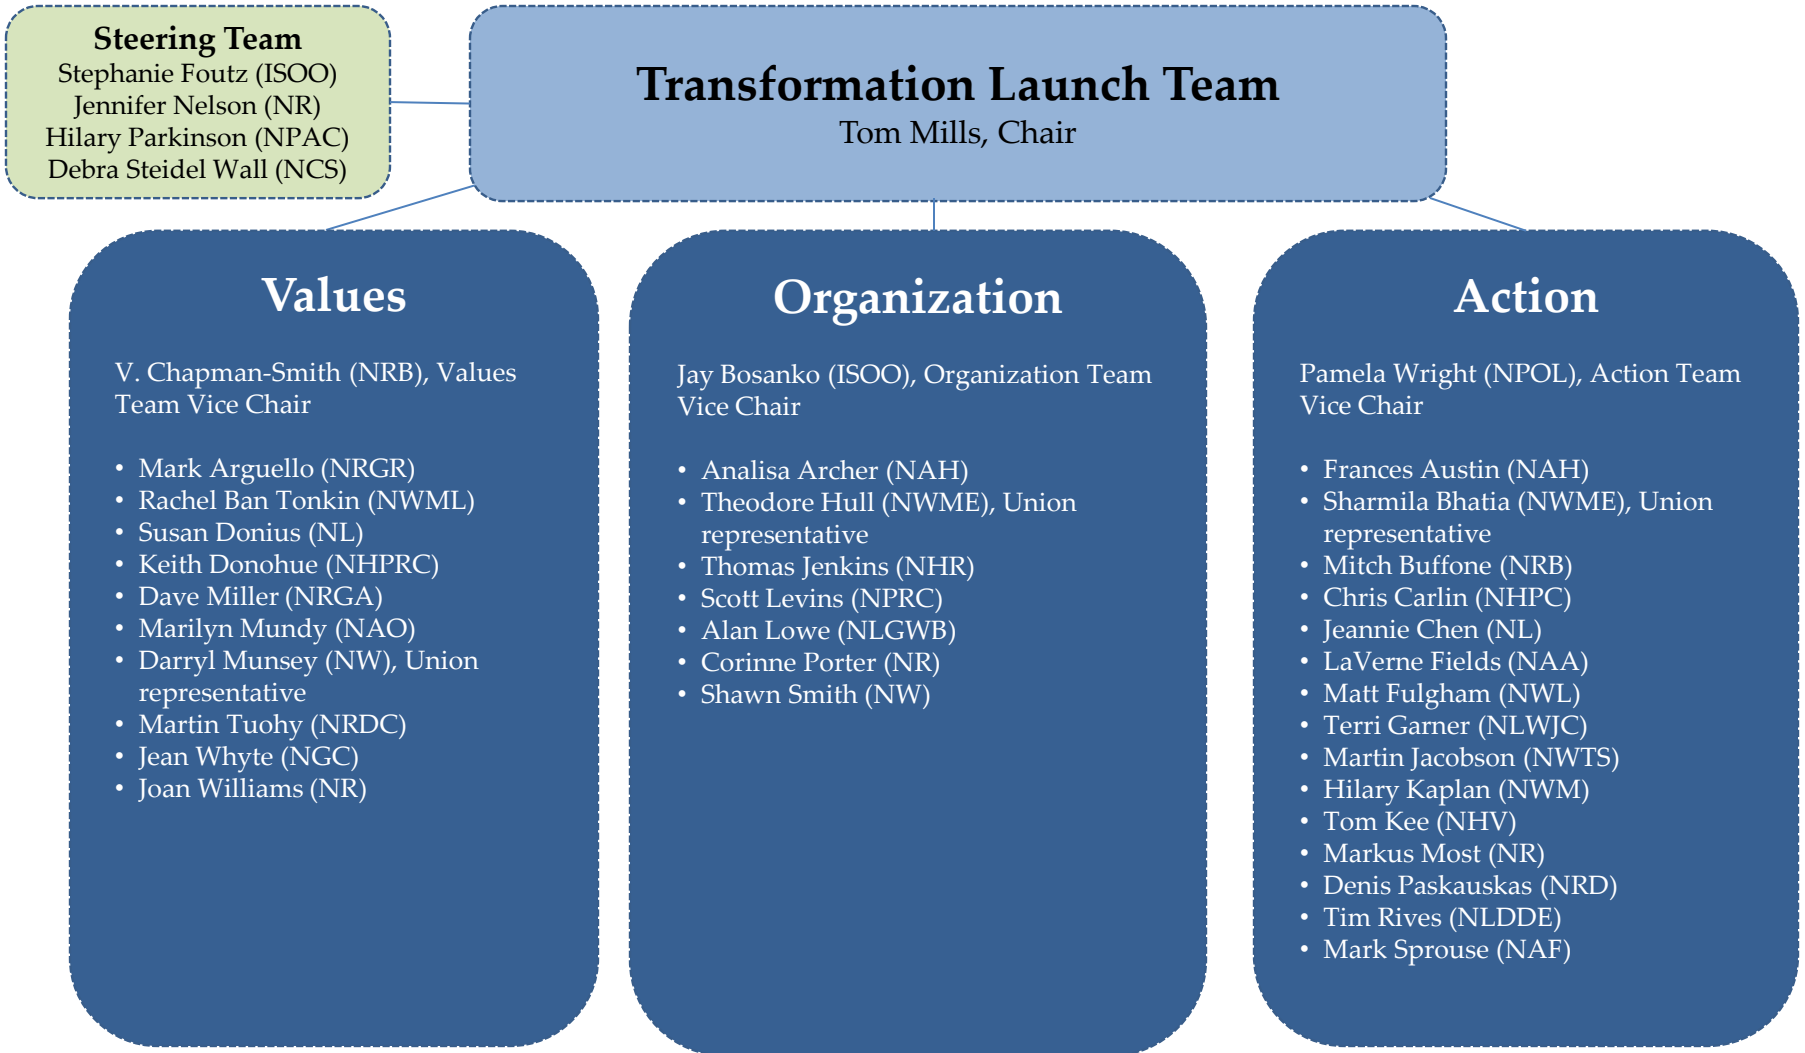 Steering Team
Stephanie Foutz (ISOO)
Jennifer Nelson (NR)
Hilary Parkinson (NPAC)
Debra Steidel Wall (NCS)
Transformation Launch Team
Tom Mills, Chair
Values
V. Chapman-Smith (NRB), Values
Team Vice Chair
• Mark Arguello (NRGR)
• Rachel Ban Tonkin (NWML)
• Susan Donius (NL)
• Keith Donohue (NHPRC)
• Dave Miller (NRGA)
• Marilyn Mundy (NAO)
• Darryl Munsey (NW), Union
representative
• Martin Tuohy (NRDC)
• Jean Whyte (NGC)
• Joan Williams (NR)
Organization
Jay Bosanko (ISOO), Organization Team
Vice Chair
• Analisa Archer (NAH)
• Theodore Hull (NWME), Union
representative
• Thomas Jenkins (NHR)
• Scott Levins (NPRC)
• Alan Lowe (NLGWB)
• Corinne Porter (NR)
• Shawn Smith (NW)
Action
Pamela Wright (NPOL), Action Team
Vice Chair
• Frances Austin (NAH)
• Sharmila Bhatia (NWME), Union
representative
• Mitch Buffone (NRB)
• Chris Carlin (NHPC)
• Jeannie Chen (NL)
• LaVerne Fields (NAA)
• Matt Fulgham (NWL)
• Terri Garner (NLWJC)
• Martin Jacobson (NWTS)
• Hilary Kaplan (NWM)
• Tom Kee (NHV)
• Markus Most (NR)
• Denis Paskauskas (NRD)
• Tim Rives (NLDDE)
• Mark Sprouse (NAF)